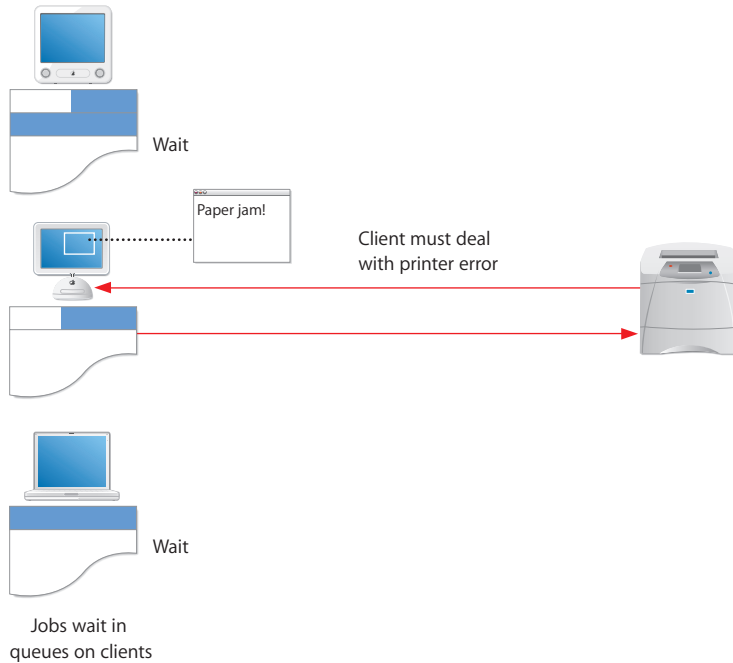 Wait
Paper jam!
Client must deal
with printer error
Wait
Jobs wait in
queues on clients